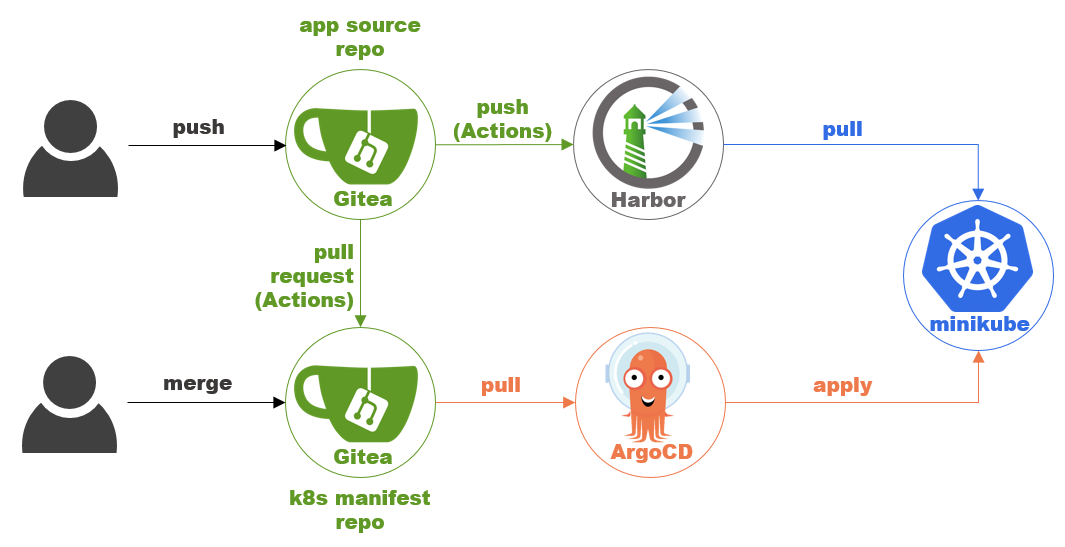 app source
repo
push
Gitea
push
(Actions)
Harbor
pull
pull
request
(Actions)
minikube
merge
Gitea
k8s manifest
repo
pull
ArgoCD
apply